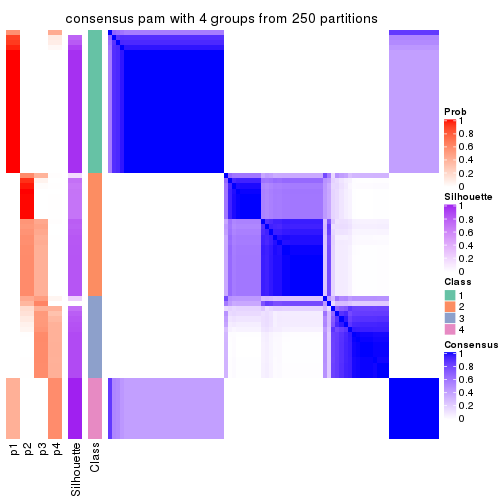 consensus pam with 4 groups from 250 partitions
Prob
1
0.8
0.6
0.4
0.2
0
Silhouette
1
0.8
0.6
0.4
0.2
0
Class
1
2
3
4
Consensus
1
0.8
0.6
0.4
0.2
0
p1
p2
p3
p4
Silhouette
Class